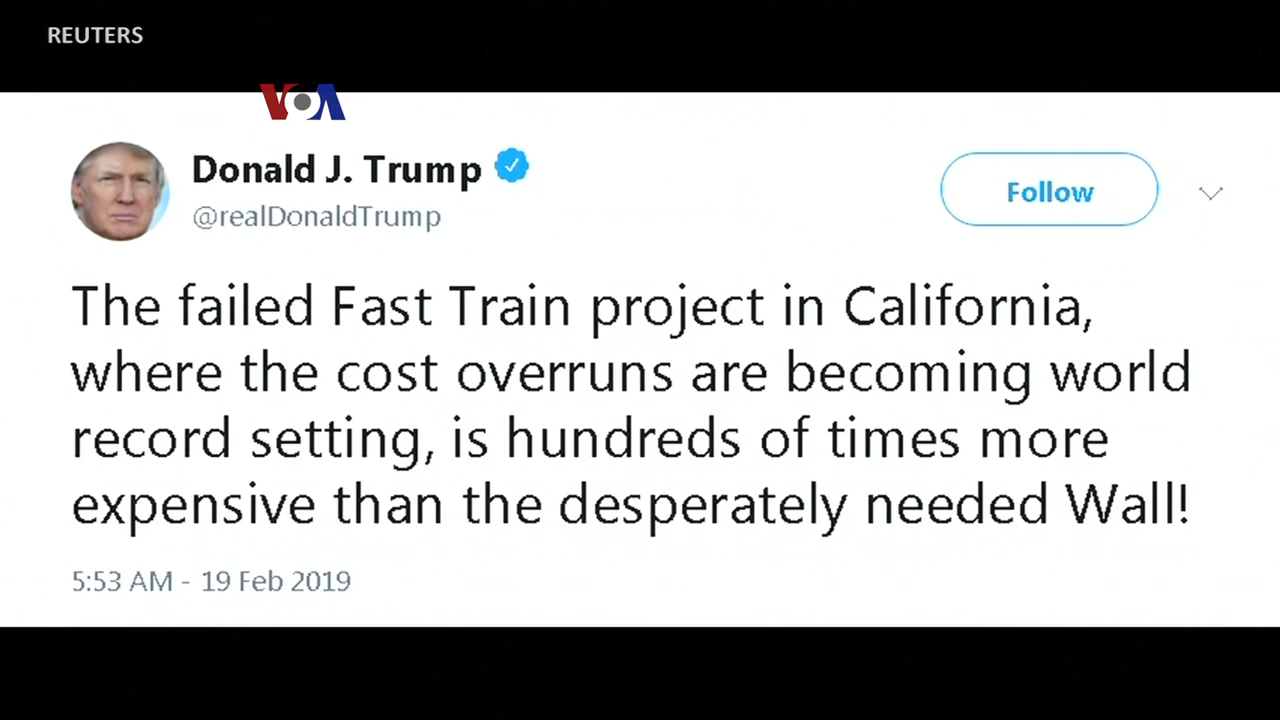 REUTERS
VOA
Donald J. Trump
@realDonaldTrump
Follow
The failed Fast Train project in California,
where the cost overruns are becoming world
record setting, is hundreds of times more
expensive than the desperately needed Wall!
5:53 AM - 19 Feb 2019